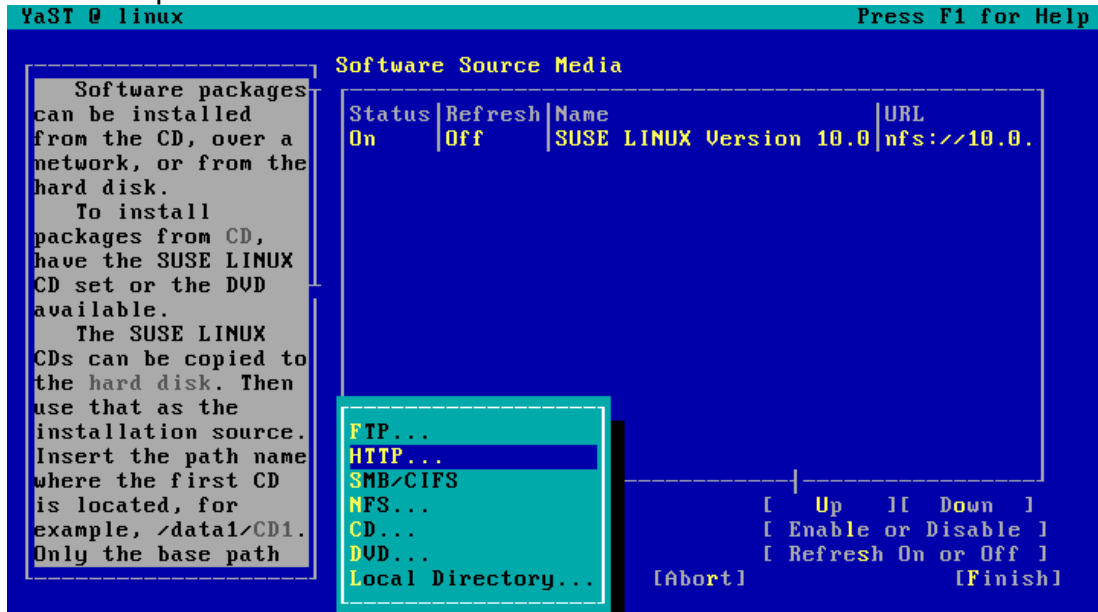 YaST @ linux Press F1 for Help
Software Source Media
Software packages
can be installed
from the CD, over a
network, or from the
hard disk.
To install
packages from CD,
have the SUSE LINUX
CD set or the DVD
available.
The SUSE LINUX
CDs can be copied to
the hard disk. Then
use that as the
installation source.
Insert the path name
where the first CD
is located, for
example, /data1/CD1.
Only the base path
Status|Refresh|Name |URL
On |Off |SUSE LINUX Version 10.0|nfs://10.0.
FTP...
HTTP...
SMB/CIFS
NFS...
CD...
DVD...
Local Directory...
[ Up ][ Down ]
[ Enable or Disable ]
[ Refresh On or Off ]
[Abort] [Finish]